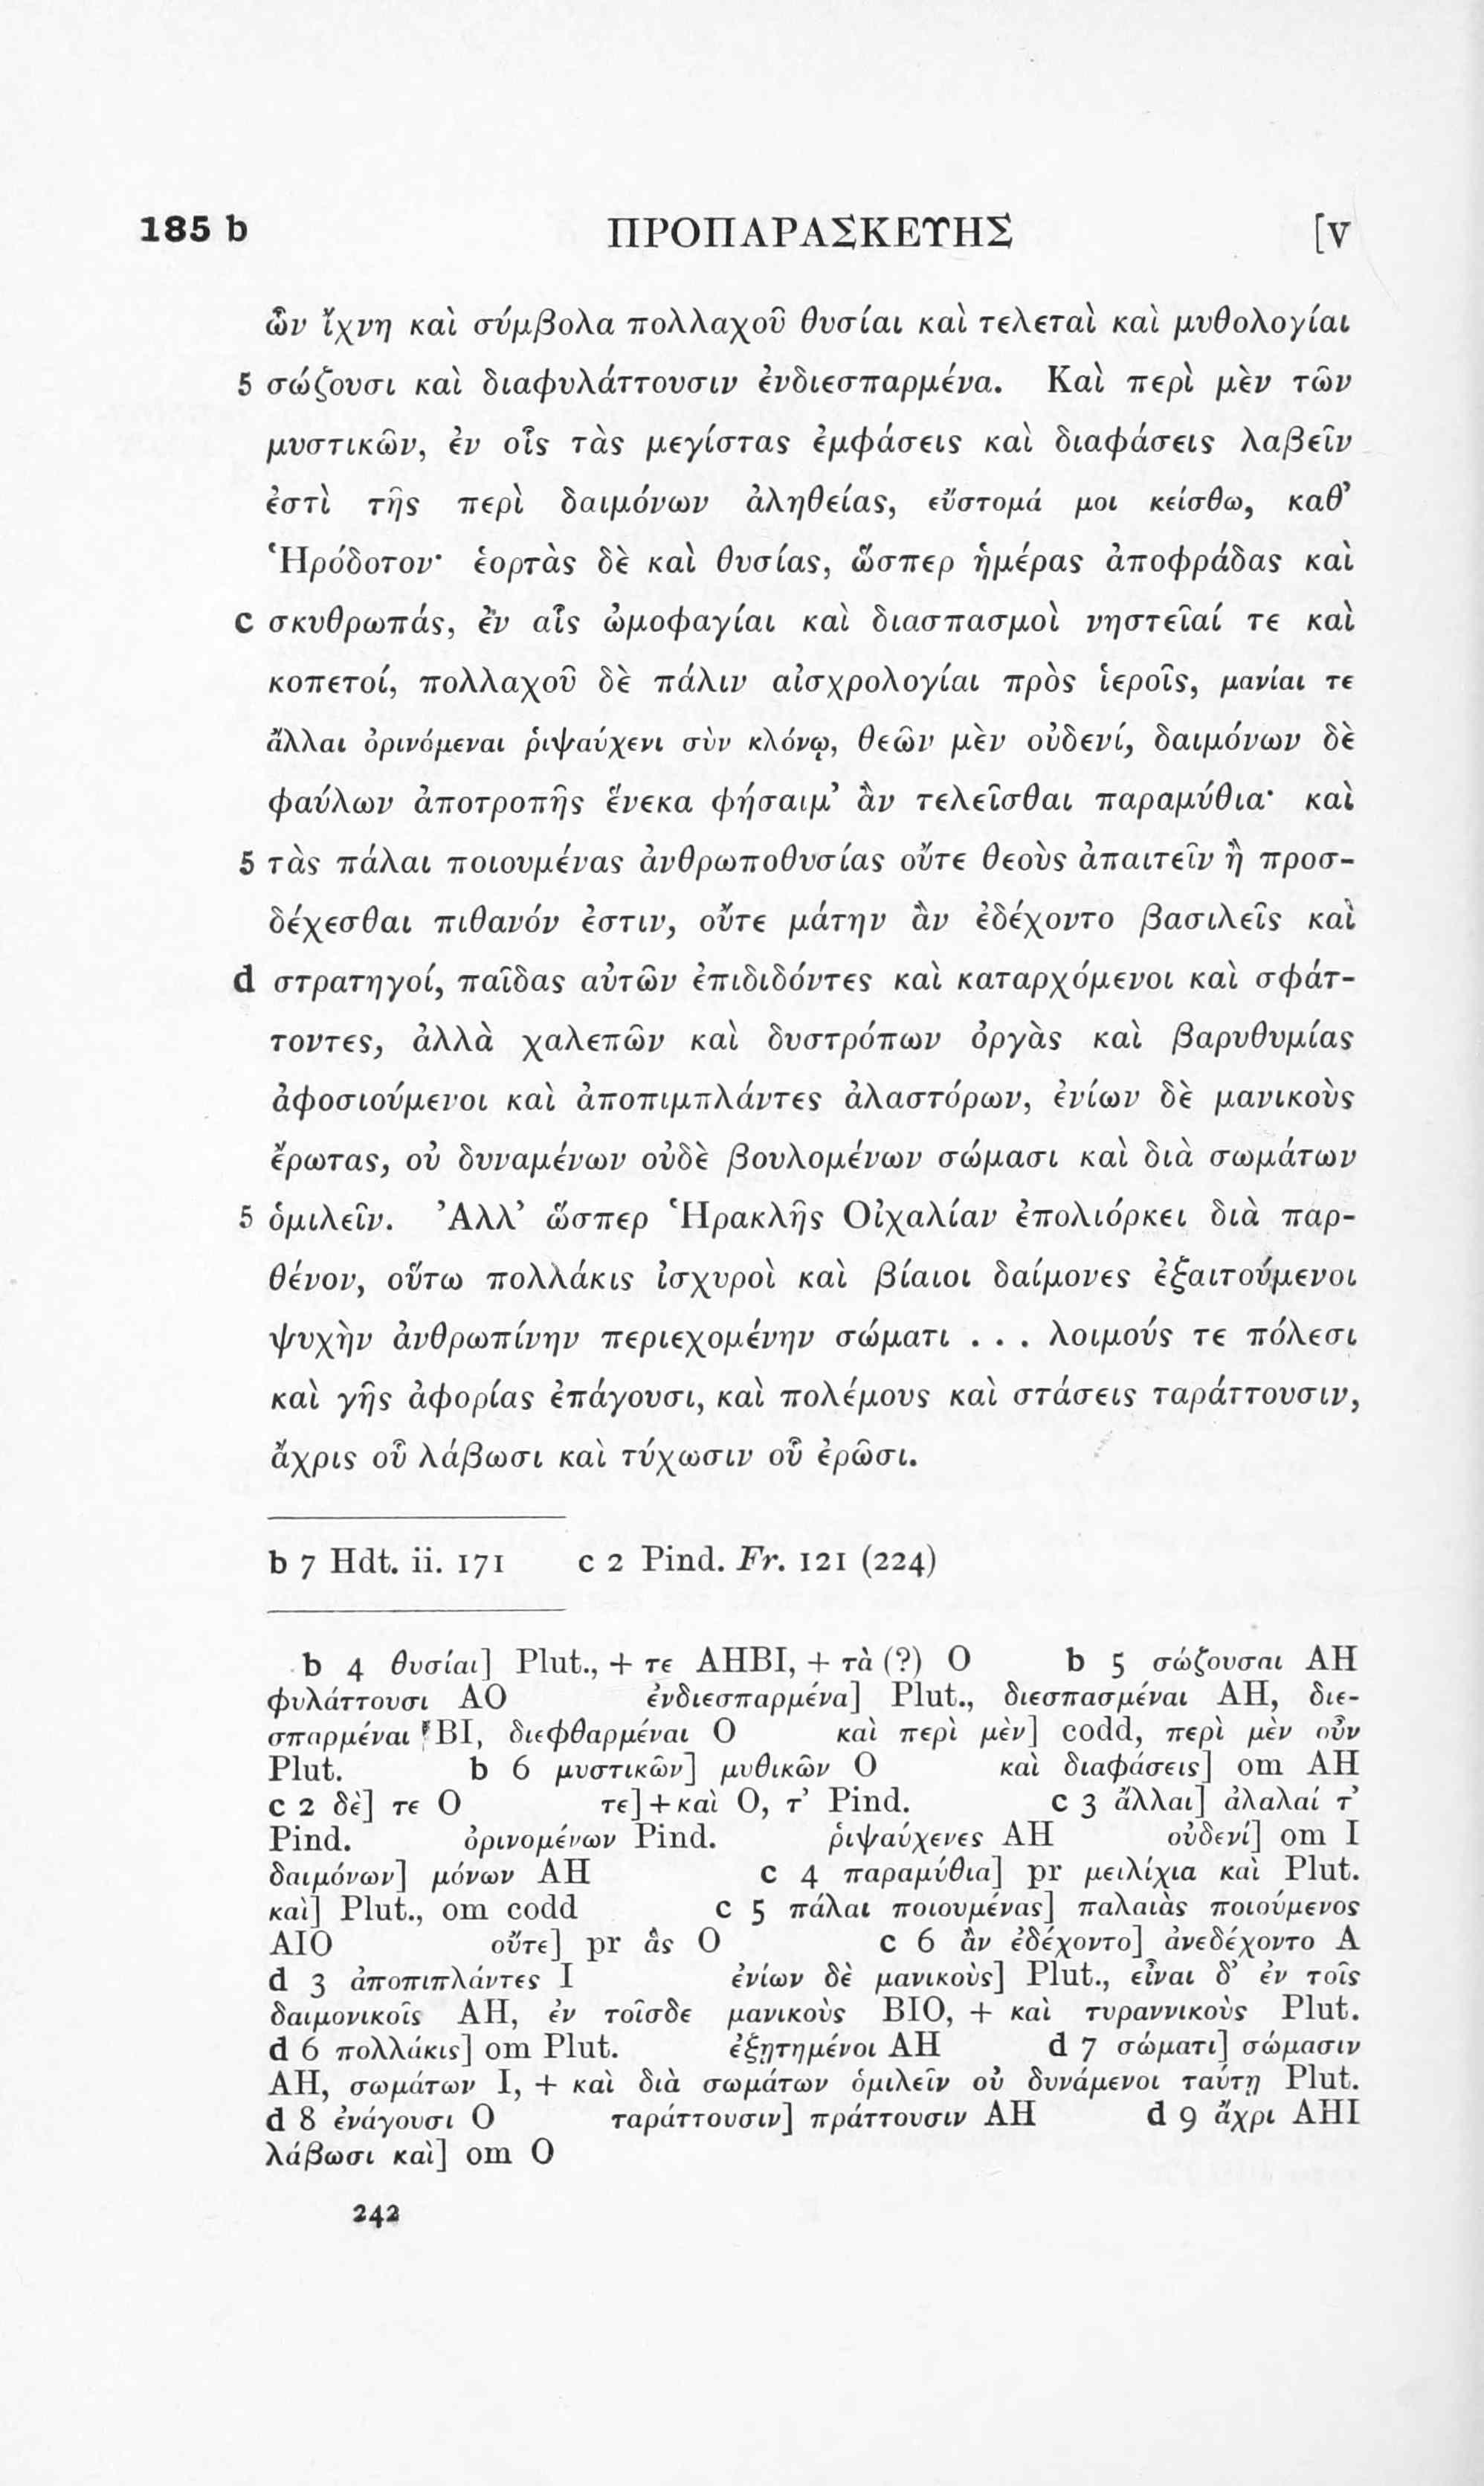 185 b ΠΡΟΠΑΡΑΣΚΕΥΗΣ [V
ὧν ἴχνη καὶ σύμβολα πολλαχοῦ θυσίαι καὶ τελεταὶ καὶ μυθολογίαι
5 σώζουσι καὶ διαφυλάττουσιν ἐνδιεσπαρμένα. Καὶ περὶ μὲν τῶν
μυστικῶν, ἐν οἷς τὰς μεγίστας ἐμφάσεις καὶ διαφάσεις λαβεῖν
ἐστὶ τῆς περὶ δαιμόνων ἀληθείας, εὔστομά μοι κείσθω, καθ’
Ἡρόδοτον· ἑορτὰς δὲ καὶ θυσίας, ὥσπερ ἡμέρας ἀποφράδας καὶ
c σκυθρωπάς, ἐν αἷς ὠμοφαγίαι καὶ διασπασμοὶ νηστεῖαί τε καὶ
κοπετοί, πολλαχοῦ δὲ πάλιν αἰσχρολογίαι πρὸς ἱεροῖς, μανίαι τε
ἄλλαι ὀρινόμεναι ῥιψαύχενι σὺν κλόνῳ, θεῶν μὲν οὐδενί, δαιμόνων δὲ
φαύλων ἀποτροπῆς ἕνεκα φήσαιμ’ ἂν τελεῖσθαι παραμύθια· καὶ
5 τὰς πάλαι ποιουμένας ἀνθρωποθυσίας οὔτε θεοὺς ἀπαιτεῖν ἢ προσ-
δέχεσθαι πιθανόν ἐστιν, οὔτε μάτην ἂν ἐδέχοντο βασιλεῖς καὶ
d στρατηγοί, παῖδας αὑτῶν ἐπιδιδόντες καὶ καταρχόμενοι καὶ σφάτ-
τοντες, ἀλλὰ χαλεπῶν καὶ δυστρόπων ὀργὰς καὶ βαρυθυμίας
ἀφοσιούμενοι καὶ ἀποπιμπλάντες ἀλαστόρων, ἐνίων δὲ μανικοὺς
ἔρωτας, οὐ δυναμένων οὐδὲ βουλομένων σώμασι καὶ διὰ σωμάτων
5 ὁμιλεῖν. Ἀλλ’ ὥσπερ Ἡρακλῆς Οἰχαλίαν ἐπολιόρκει διὰ παρ-
θένον, οὕτω πολλάκις ἰσχυροὶ καὶ βίαιοι δαίμονες ἐξαιτούμενοι
ψυχὴν ἀνθρωπίνην περιεχομένην σώματι . . . λοιμούς τε πόλεσι
καὶ γῆς ἀφορίας ἐπάγουσι, καὶ πολέμους καὶ στάσεις ταράττουσιν,
ἄχρις οὗ λάβωσι καὶ τύχωσιν οὗ ἐρῶσι.
b 7 Hdt. ii. 171 c 2 Pind. Fr. 121 (224)
b 4 θυσίαι] Plut., + τε AHBI, + τὰ (?) O b 5 σώζουσαι AH
φυλάττουσι AO ἐνδιεσπαρμένα] Plut., διεσπασμέναι AH, διε-
σπαρμέναι BI, διεφθαρμέναι O καὶ περὶ μὲν] codd, περὶ μὲν οὖν
Plut. b 6 μυστικῶν] μυθικῶν O καὶ διαφάσεις] om AH
c 2 δὲ] τε O τε] + καὶ O, τ’ Pind. c 3 ἄλλαι] ἀλαλαί τ’
Pind. ὀρινομένων Pind. ῥιψαύχενες AH οὐδενί] om I
δαιμόνων] μόνων AH c 4 παραμύθια] pr μειλίχια καὶ Plut.
καὶ] Plut., om codd c 5 πάλαι ποιουμένας] παλαιὰς ποιούμενος
AIO οὔτε] pr ἃς O c 6 ἂν ἐδέχοντο] ἀνεδέχοντο A
d 3 ἀποπιπλάντες I ἐνίων δὲ μανικοὺς] Plut., εἶναι δ’ ἐν τοῖς
δαιμονικοῖς AH, ἐν τοῖσδε μανικοὺς BIO, + καὶ τυραννικοὺς Plut.
d 6 πολλάκις] om Plut. ἐξῃτημένοι AH d 7 σώματι] σώμασιν
AH, σωμάτων I, + καὶ διὰ σωμάτων ὁμιλεῖν οὐ δυνάμενοι ταύτῃ Plut.
d 8 ἐνάγουσι O ταράττουσιν] πράττουσιν AH d 9 ἄχρι AHI
λάβωσι καὶ] om O
242